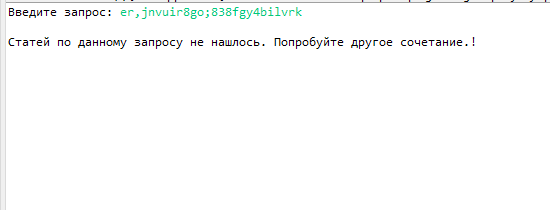 Введите запрос: er,jnvuir8go;838fgy4bilvrk
Статей по данному запросу не нашлось. Попробуйте другое сочетание.!